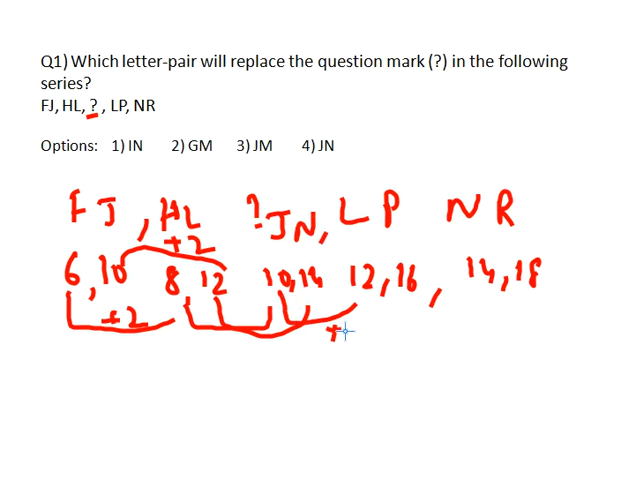 Q1) Which letter-pair will replace the question mark (?) in the following
series?
FJ, HL, ? , LP, NR
Options: 1) IN 2) GM 3) JM 4) JN
FJ, HL ? JN, LP NR
+2
6,10 8 12 10,14 12,16, 14,18
+2
+